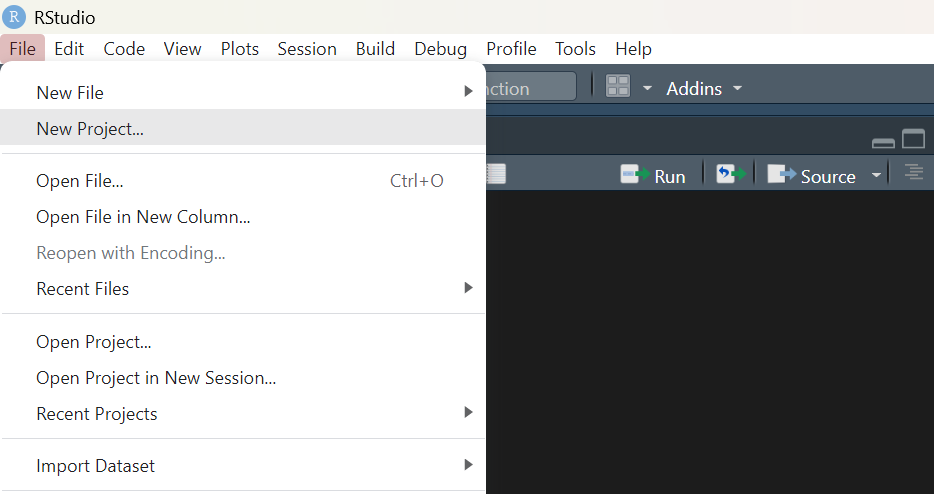 R RStudio
File Edit Code View Plots Session Build Debug Profile Tools Help
Addins
Run Source
New File
New Project...
Open File... Ctrl+O
Open File in New Column...
Reopen with Encoding...
Recent Files
Open Project...
Open Project in New Session...
Recent Projects
Import Dataset